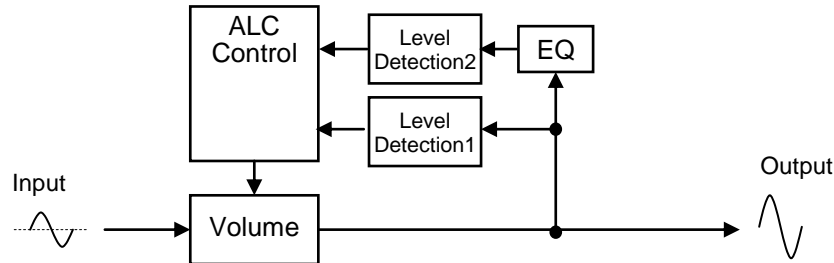 ALC
Control
Level
Detection2
EQ
Level
Detection1
Input
Output
Volume